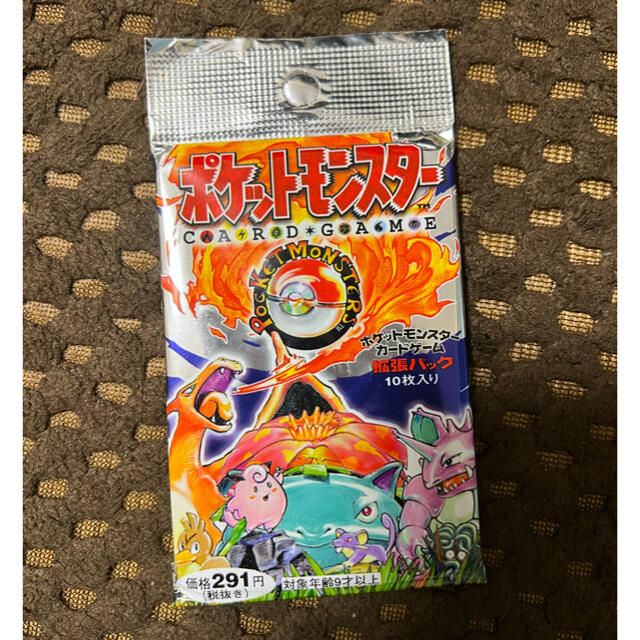 ポケットモンスター
TM
CARD GAME
POCKET MONSTERS
TM
ポケットモンスター
カードゲーム
拡張パック
10枚入り
価格291円
(税抜き)
対象年齢9才以上